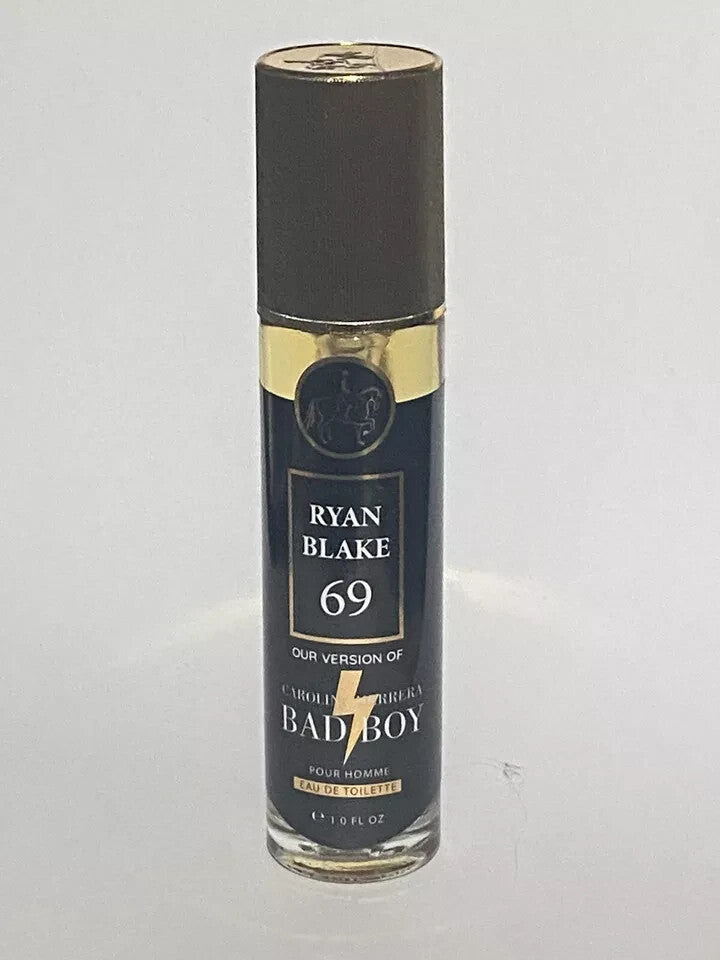 RYAN
BLAKE
69
OUR VERSION OF
CAROLIN RRERA
BAD BOY
POUR HOMME
EAU DE TOILETTE
℮ 1.0 FL OZ